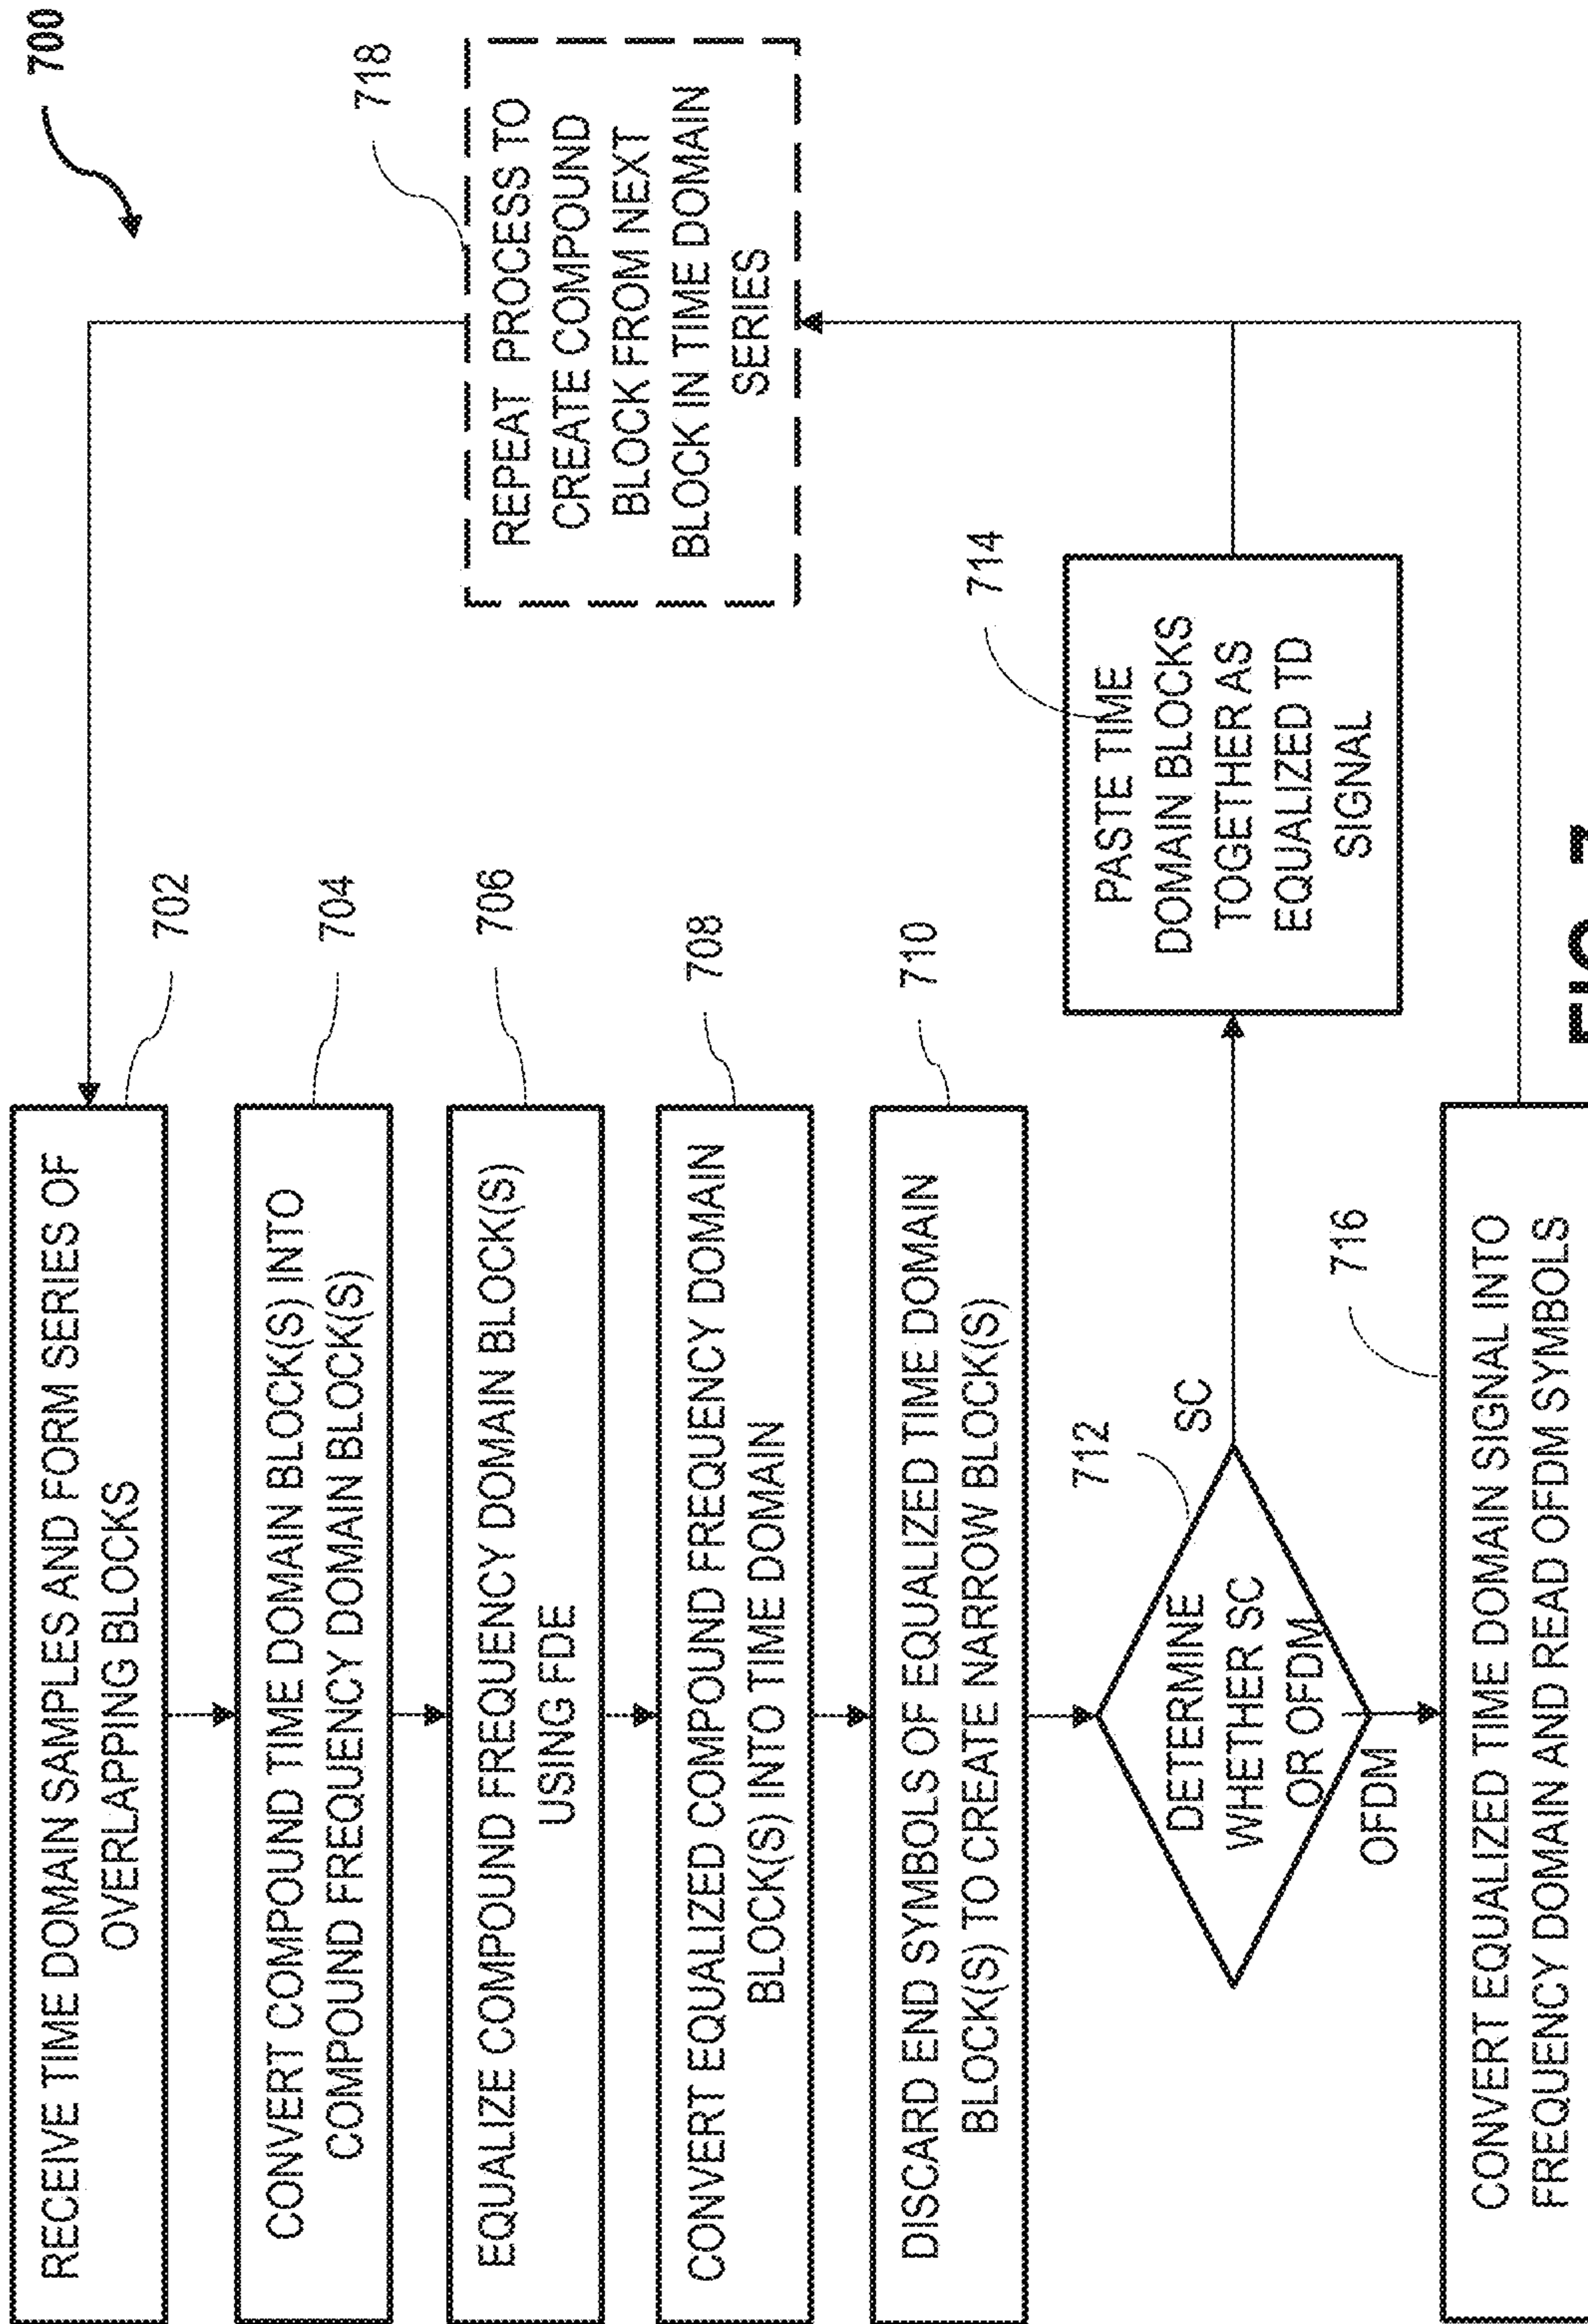 700
RECEIVE TIME DOMAIN SAMPLES AND FORM SERIES OF
OVERLAPPING BLOCKS
702
CONVERT COMPOUND TIME DOMAIN BLOCK(S) INTO
COMPOUND FREQUENCY DOMAIN BLOCK(S)
704
EQUALIZE COMPOUND FREQUENCY DOMAIN BLOCK(S)
USING FDE
706
CONVERT EQUALIZED COMPOUND FREQUENCY DOMAIN
BLOCK(S) INTO TIME DOMAIN
708
DISCARD END SYMBOLS OF EQUALIZED TIME DOMAIN
BLOCK(S) TO CREATE NARROW BLOCK(S)
710
DETERMINE
WHETHER SC
OR OFDM
712
SC
OFDM
PASTE TIME
DOMAIN BLOCKS
TOGETHER AS
EQUALIZED TD
SIGNAL
714
CONVERT EQUALIZED TIME DOMAIN SIGNAL INTO
FREQUENCY DOMAIN AND READ OFDM SYMBOLS
716
REPEAT PROCESS TO
CREATE COMPOUND
BLOCK FROM NEXT
BLOCK IN TIME DOMAIN
SERIES
718